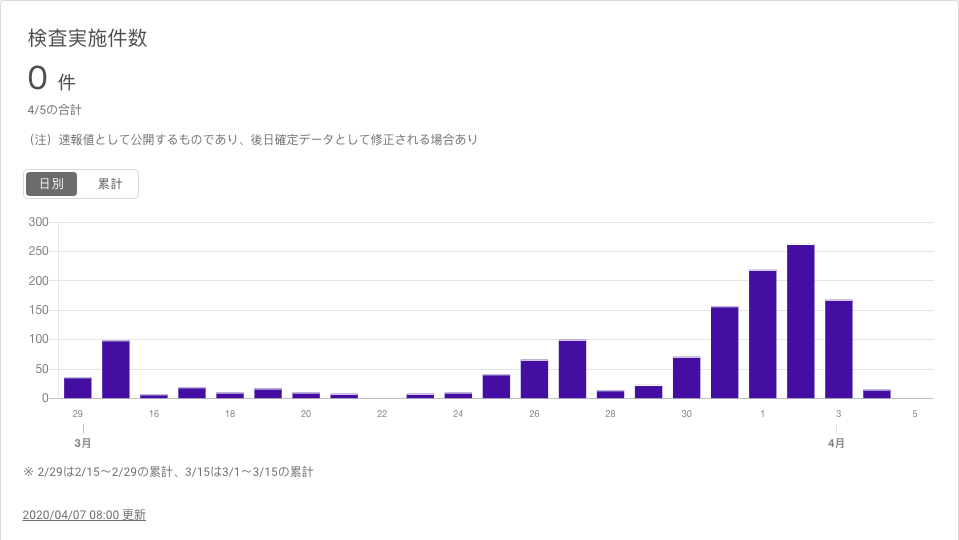 検査実施件数
0 件
4/5の合計
（注）速報値として公開するものであり、後日確定データとして修正される場合あり
日別 累計
300
250
200
150
100
50
0
29 16 18 20 22 24 26 28 30 1 3 5
3月 4月
※ 2/29は2/15〜2/29の累計、3/15は3/1〜3/15の累計
2020/04/07 08:00 更新